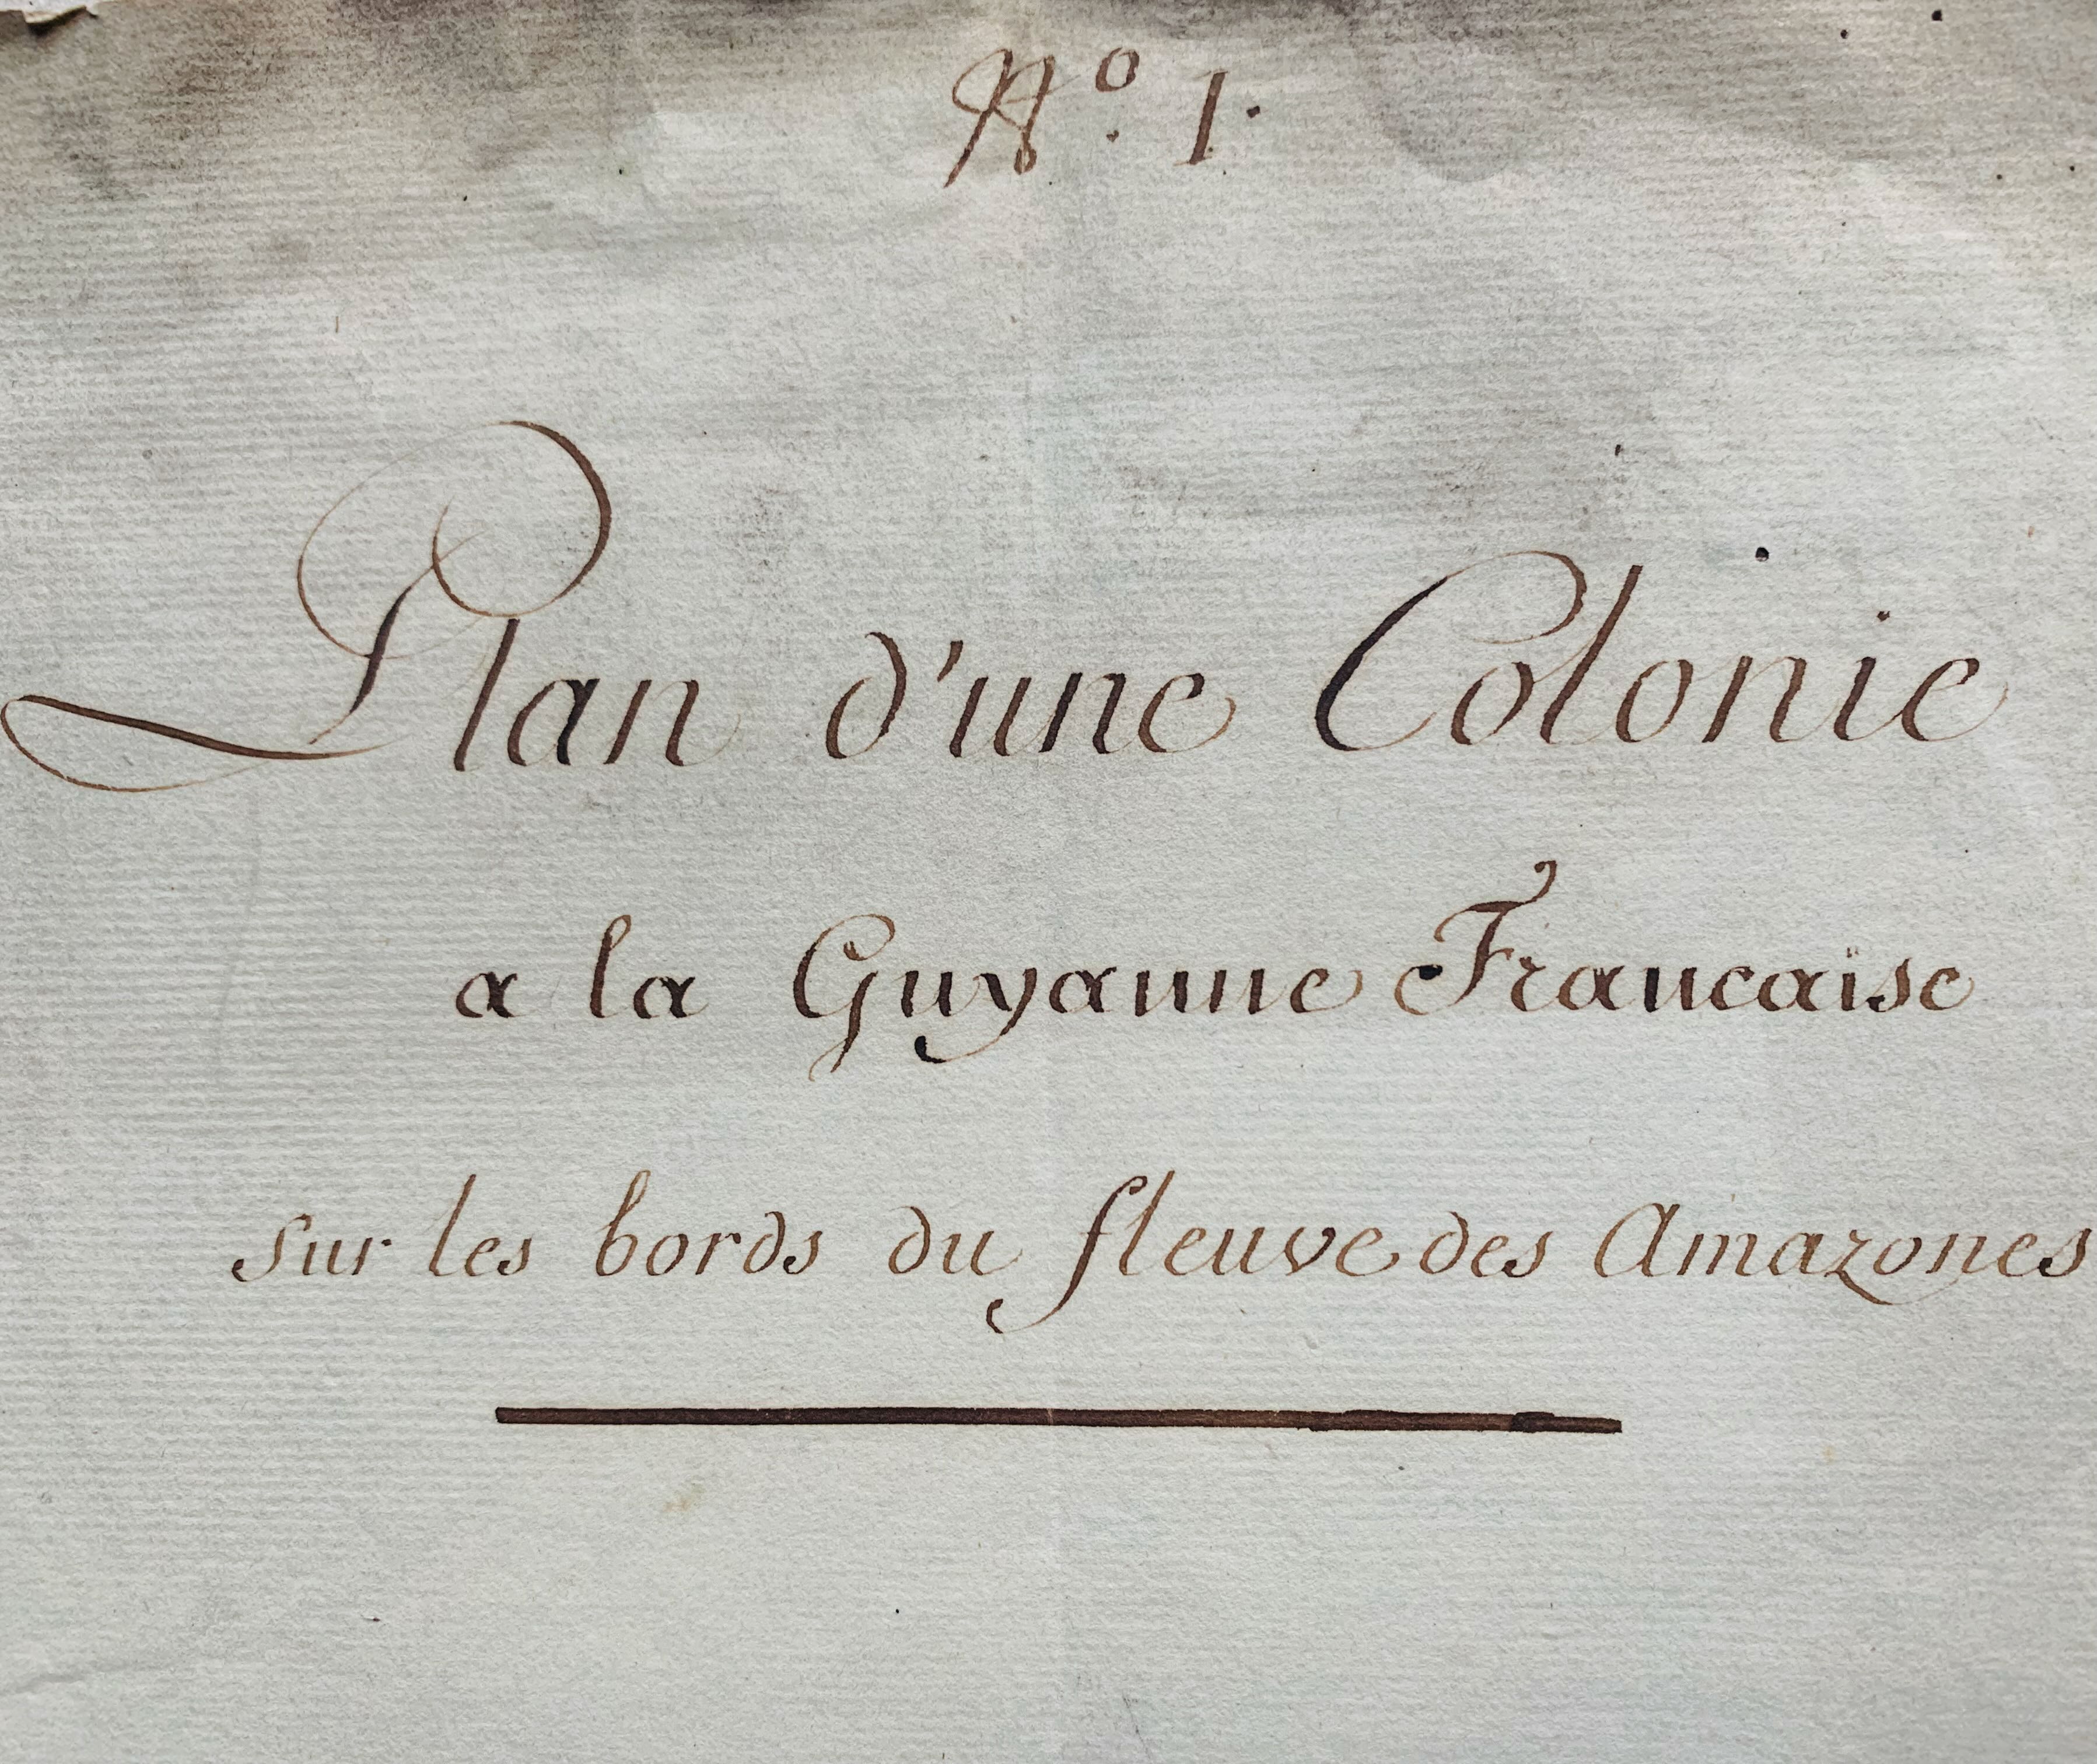 N°. 1.
Plan d'une Colonie
a la Guyanne Francaise
sur les bords du fleuve des Amazones